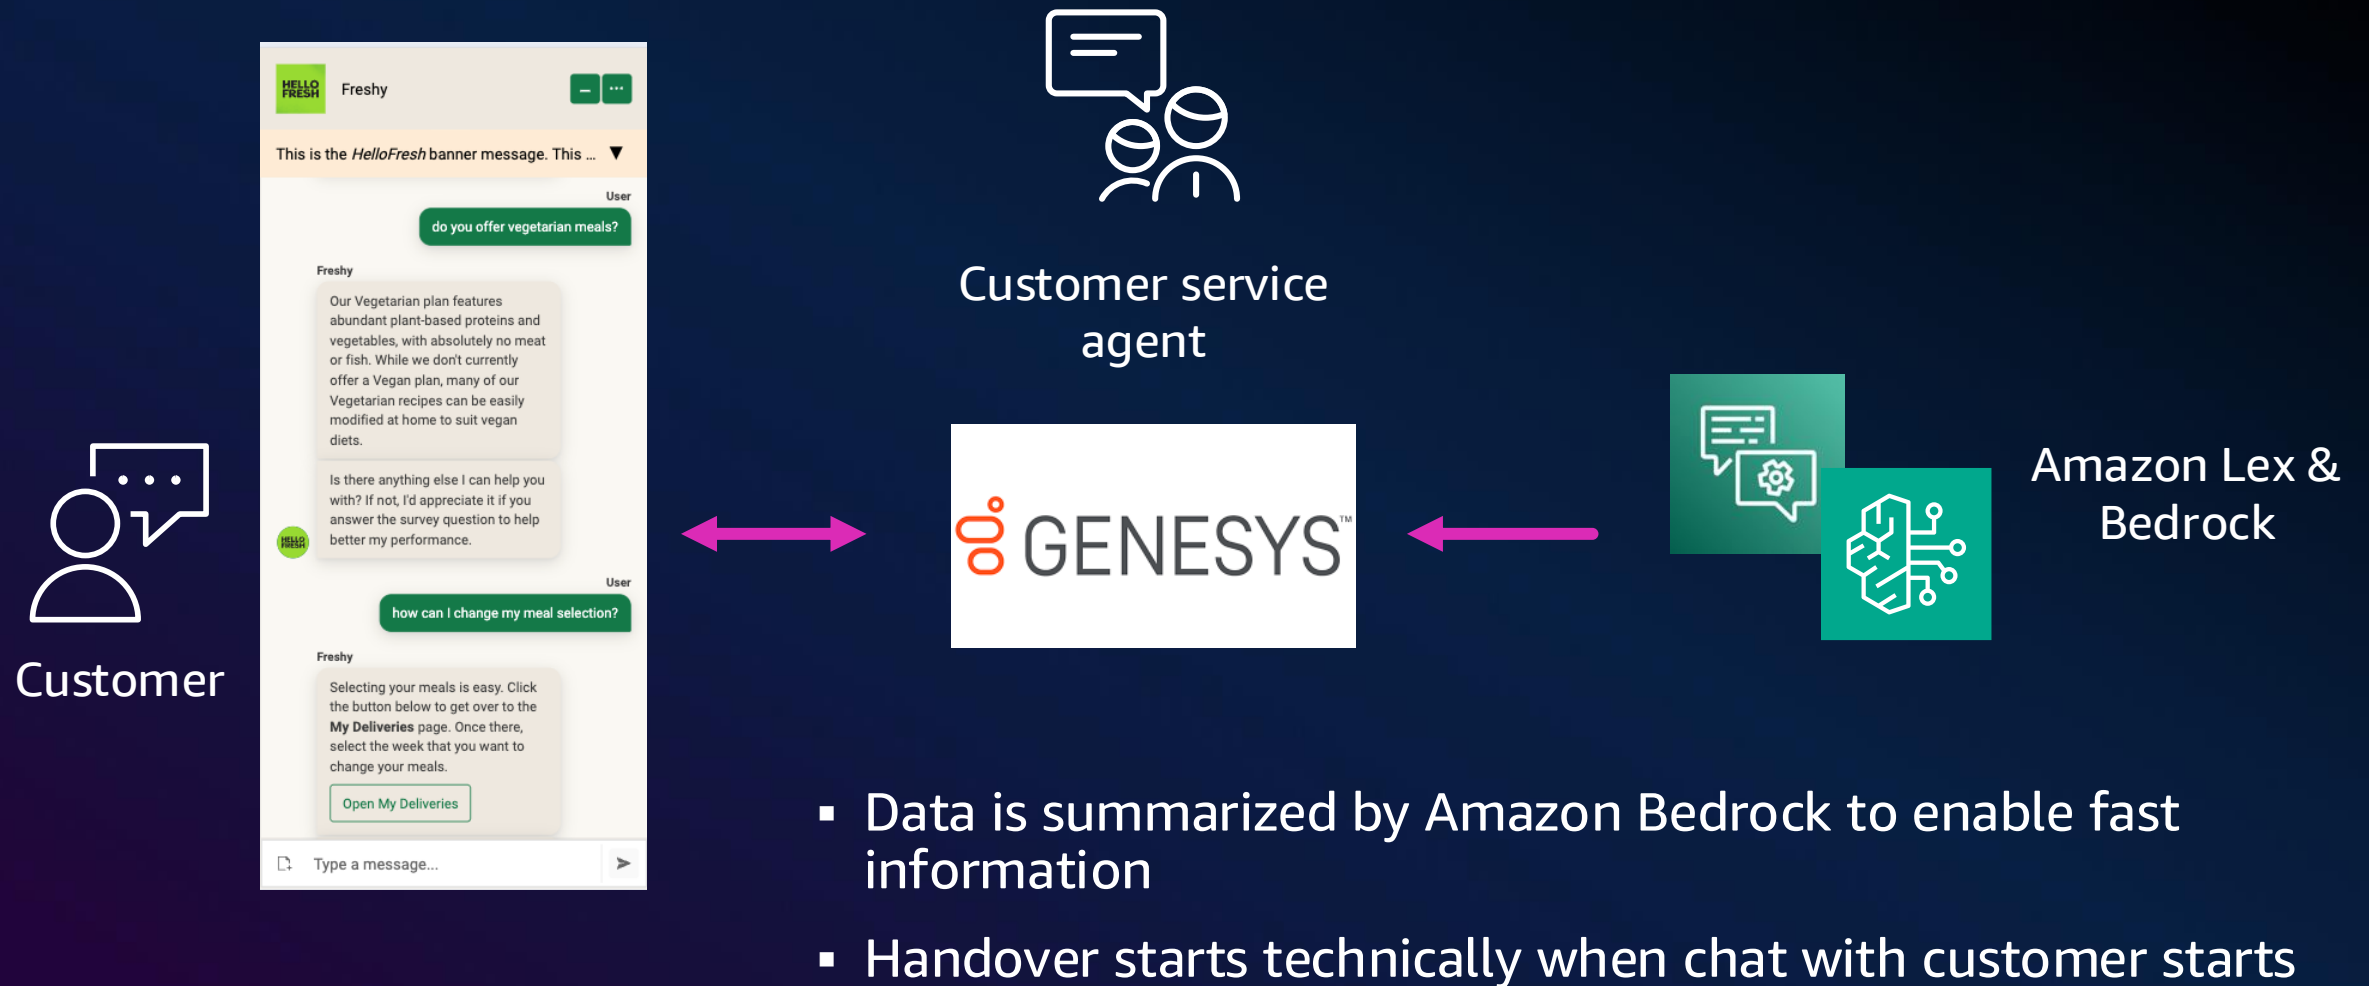 HELLO
FRESH
Freshy
This is the HelloFresh banner message. This ...
User
do you offer vegetarian meals?
Freshy
Our Vegetarian plan features
abundant plant-based proteins and
vegetables, with absolutely no meat
or fish. While we don't currently
offer a Vegan plan, many of our
Vegetarian recipes can be easily
modified at home to suit vegan
diets.
Is there anything else I can help you
with? If not, I'd appreciate it if you
answer the survey question to help
better my performance.
HELLO
FRESH
User
how can I change my meal selection?
Freshy
Selecting your meals is easy. Click
the button below to get over to the
My Deliveries page. Once there,
select the week that you want to
change your meals.
Open My Deliveries
Type a message...
Customer
Customer service
agent
GENESYS™
Amazon Lex &
Bedrock
▪ Data is summarized by Amazon Bedrock to enable fast
information
▪ Handover starts technically when chat with customer starts